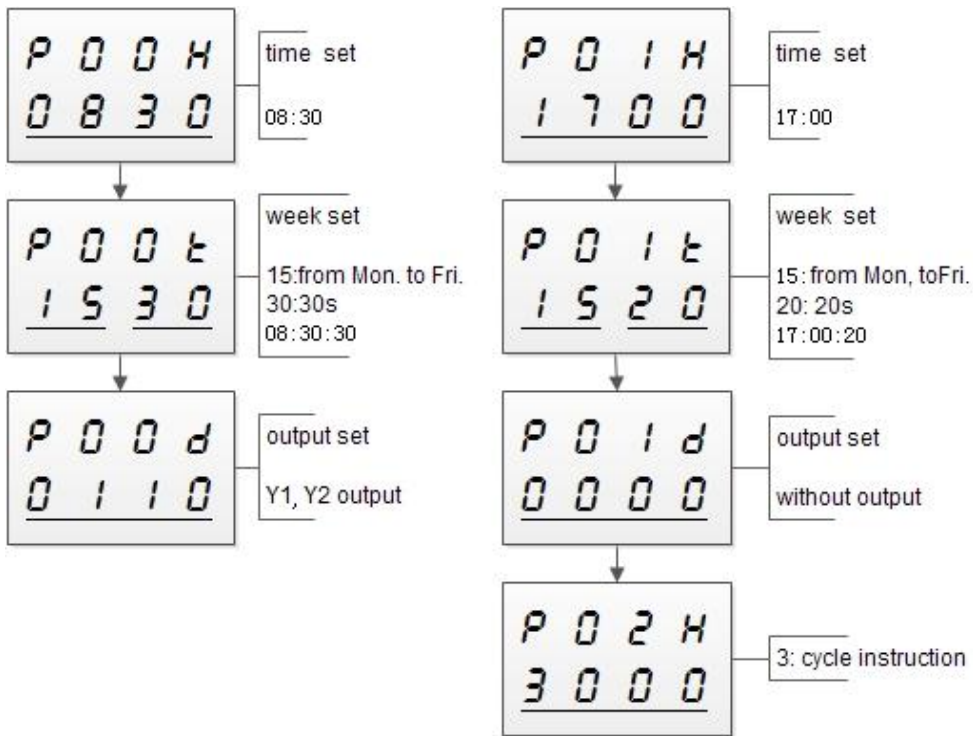 P 0 0 H
0 8 3 0
time set
08:30
P 0 0 t
1 5 3 0
week set
15:from Mon. to Fri.
30:30s
08:30:30
P 0 0 d
0 1 1 0
output set
Y1, Y2 output
P 0 1 H
1 7 0 0
time set
17:00
P 0 1 t
1 5 2 0
week set
15: from Mon, toFri.
20: 20s
17:00:20
P 0 1 d
0 0 0 0
output set
without output
P 0 2 H
3 0 0 0
3: cycle instruction